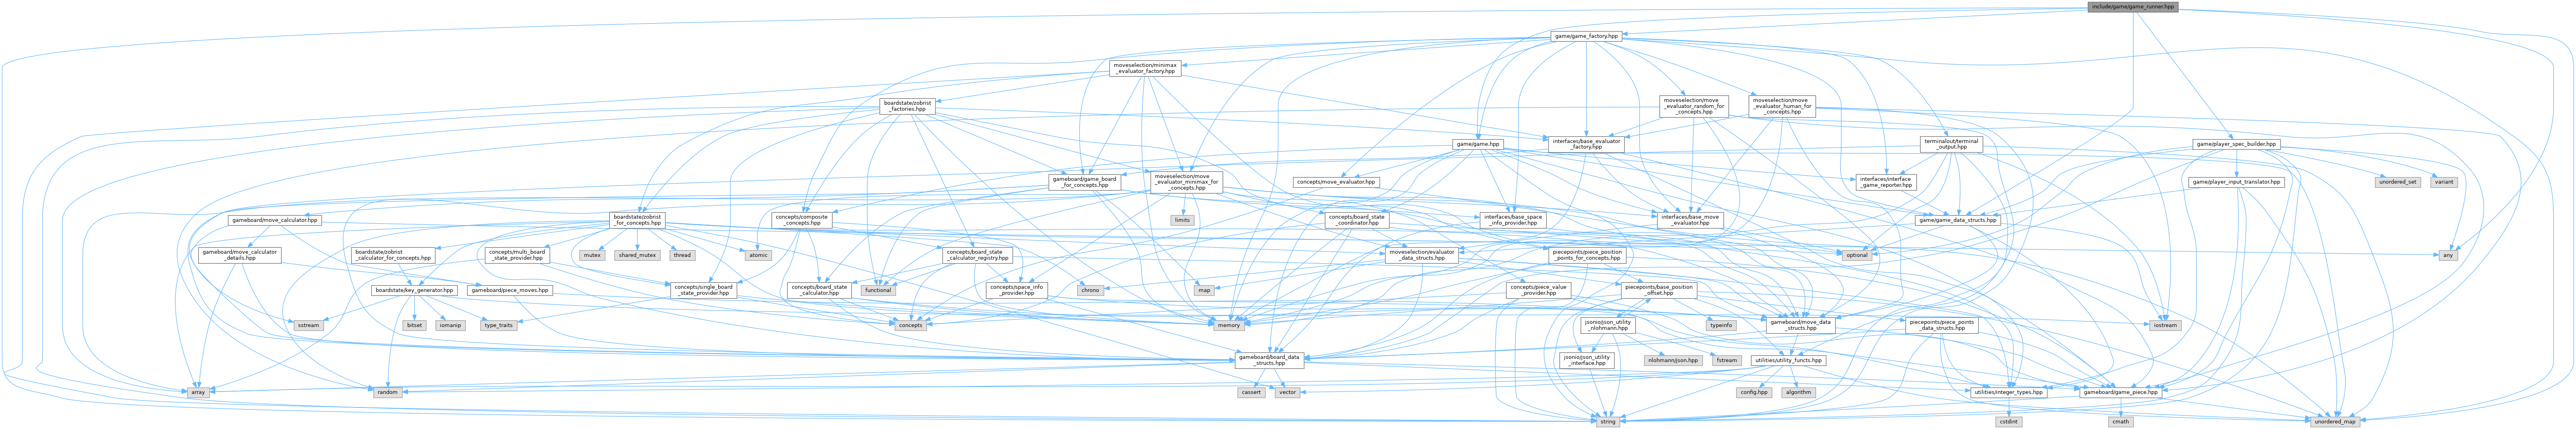 include/game/game_runner.hpp
game/game_factory.hpp
moveselection/minimax
_evaluator_factory.hpp
boardstate/zobrist
_factories.hpp
moveselection/move
_evaluator_random_for
_concepts.hpp
moveselection/move
_evaluator_human_for
_concepts.hpp
game/game.hpp
interfaces/base_evaluator
_factory.hpp
terminalout/terminal
_output.hpp
game/player_spec_builder.hpp
gameboard/game_board
_for_concepts.hpp
moveselection/move
_evaluator_minimax_for
_concepts.hpp
concepts/move_evaluator.hpp
interfaces/interface
_game_reporter.hpp
game/player_input_translator.hpp
unordered_set
variant
gameboard/move_calculator.hpp
boardstate/zobrist
_for_concepts.hpp
concepts/composite
_concepts.hpp
limits
concepts/board_state
_coordinator.hpp
interfaces/base_space
_info_provider.hpp
interfaces/base_move
_evaluator.hpp
game/game_data_structs.hpp
gameboard/move_calculator
_details.hpp
boardstate/zobrist
_calculator_for_concepts.hpp
concepts/multi_board
_state_provider.hpp
mutex
shared_mutex
thread
atomic
concepts/board_state
_calculator_registry.hpp
moveselection/evaluator
_data_structs.hpp
piecepoints/piece_position
_points_for_concepts.hpp
optional
any
boardstate/key_generator.hpp
gameboard/piece_moves.hpp
concepts/single_board
_state_provider.hpp
concepts/board_state
_calculator.hpp
functional
concepts/space_info
_provider.hpp
chrono
map
concepts/piece_value
_provider.hpp
piecepoints/base_position
_offset.hpp
sstream
bitset
iomanip
type_traits
concepts
memory
jsonio/json_utility
_nlohmann.hpp
typeinfo
gameboard/move_data
_structs.hpp
piecepoints/piece_points
_data_structs.hpp
iostream
gameboard/board_data
_structs.hpp
jsonio/json_utility
_interface.hpp
nlohmann/json.hpp
fstream
utilities/utility_functs.hpp
array
random
cassert
vector
config.hpp
algorithm
utilities/integer_types.hpp
gameboard/game_piece.hpp
string
cstdint
cmath
unordered_map